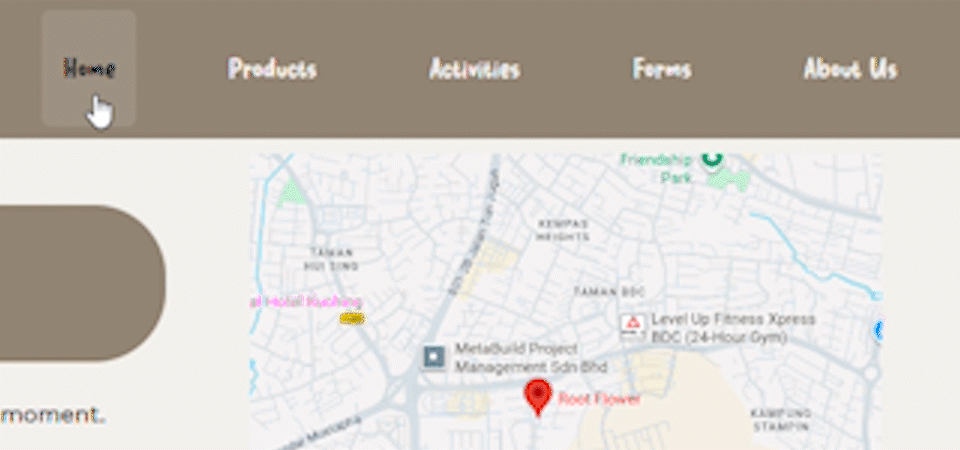 Home Products Activities Forms About Us
Friendship
Park
KEMPAS
HEIGHTS
TAMAN
HUI SING
TAMAN BDC
al Hotel Kuching
Level Up Fitness Xpress
BDC (24-Hour Gym)
MetaBuild Project
Management Sdn Bhd
Root Flower
moment.
KAMPUNG
STAMPIN